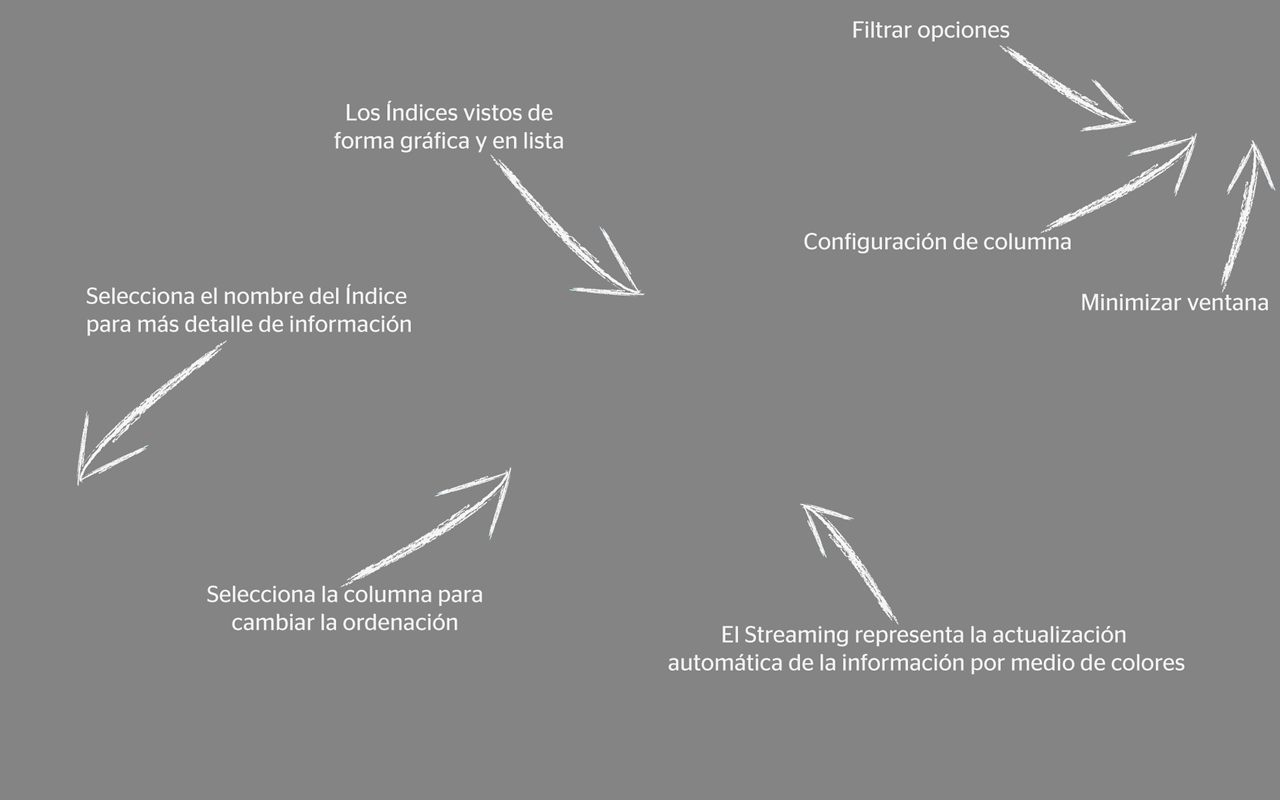 Filtrar opciones
Los Índices vistos de
forma gráfica y en lista
Configuración de columna
Selecciona el nombre del Índice
para más detalle de información
Minimizar ventana
Selecciona la columna para
cambiar la ordenación
El Streaming representa la actualización
automática de la información por medio de colores